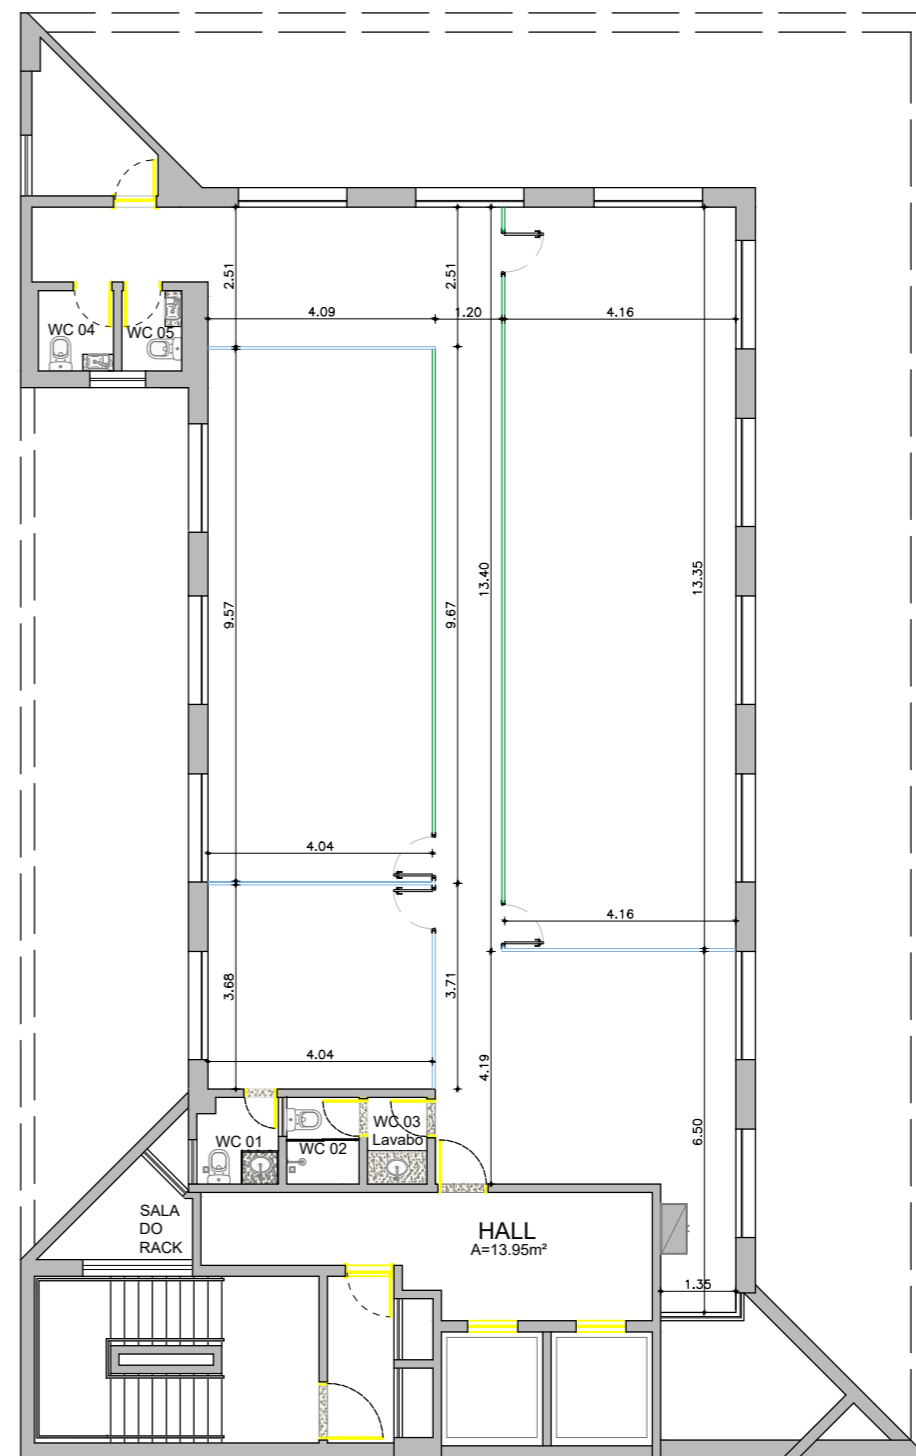 2.51
2.51
4.09
1.20
4.16
WC 04
WC 05
9.57
9.67
13.40
13.35
4.04
4.16
3.68
3.71
4.04
4.19
6.50
WC 01
WC 02
WC 03
Lavabo
SALA
DO
RACK
HALL
A=13.95m²
1.35